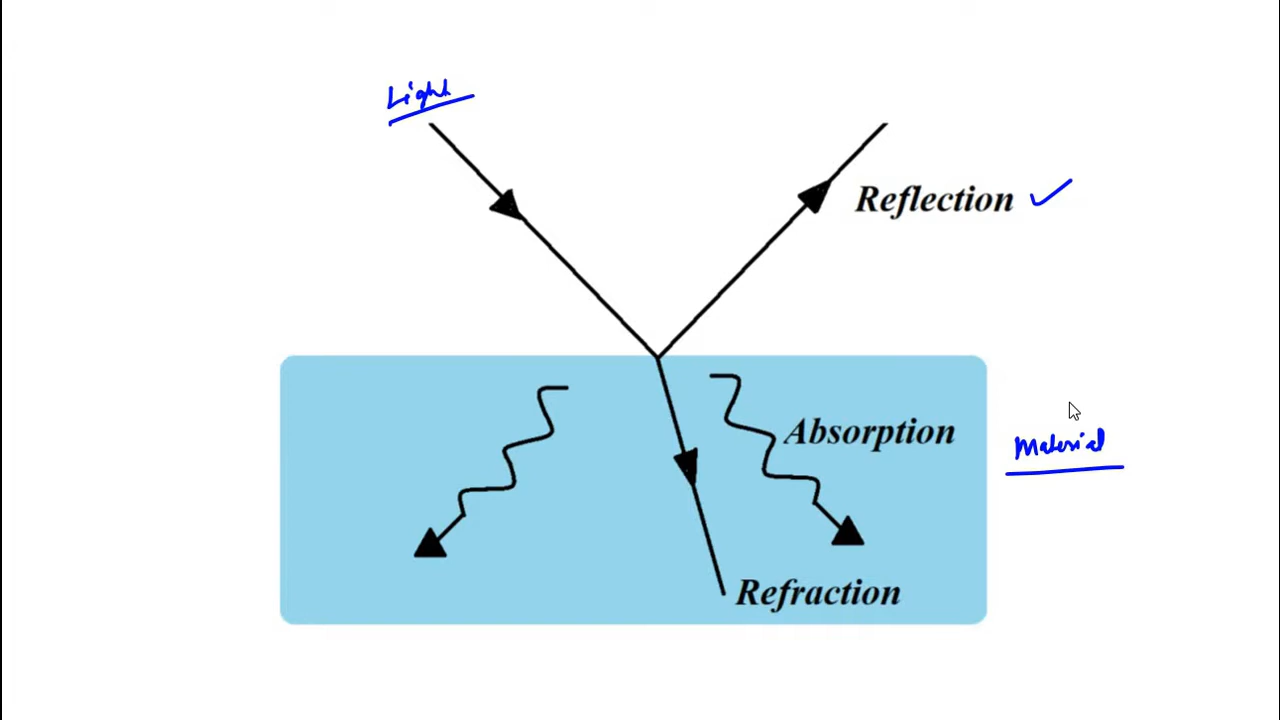 Light
Reflection
Absorption
Material
Refraction